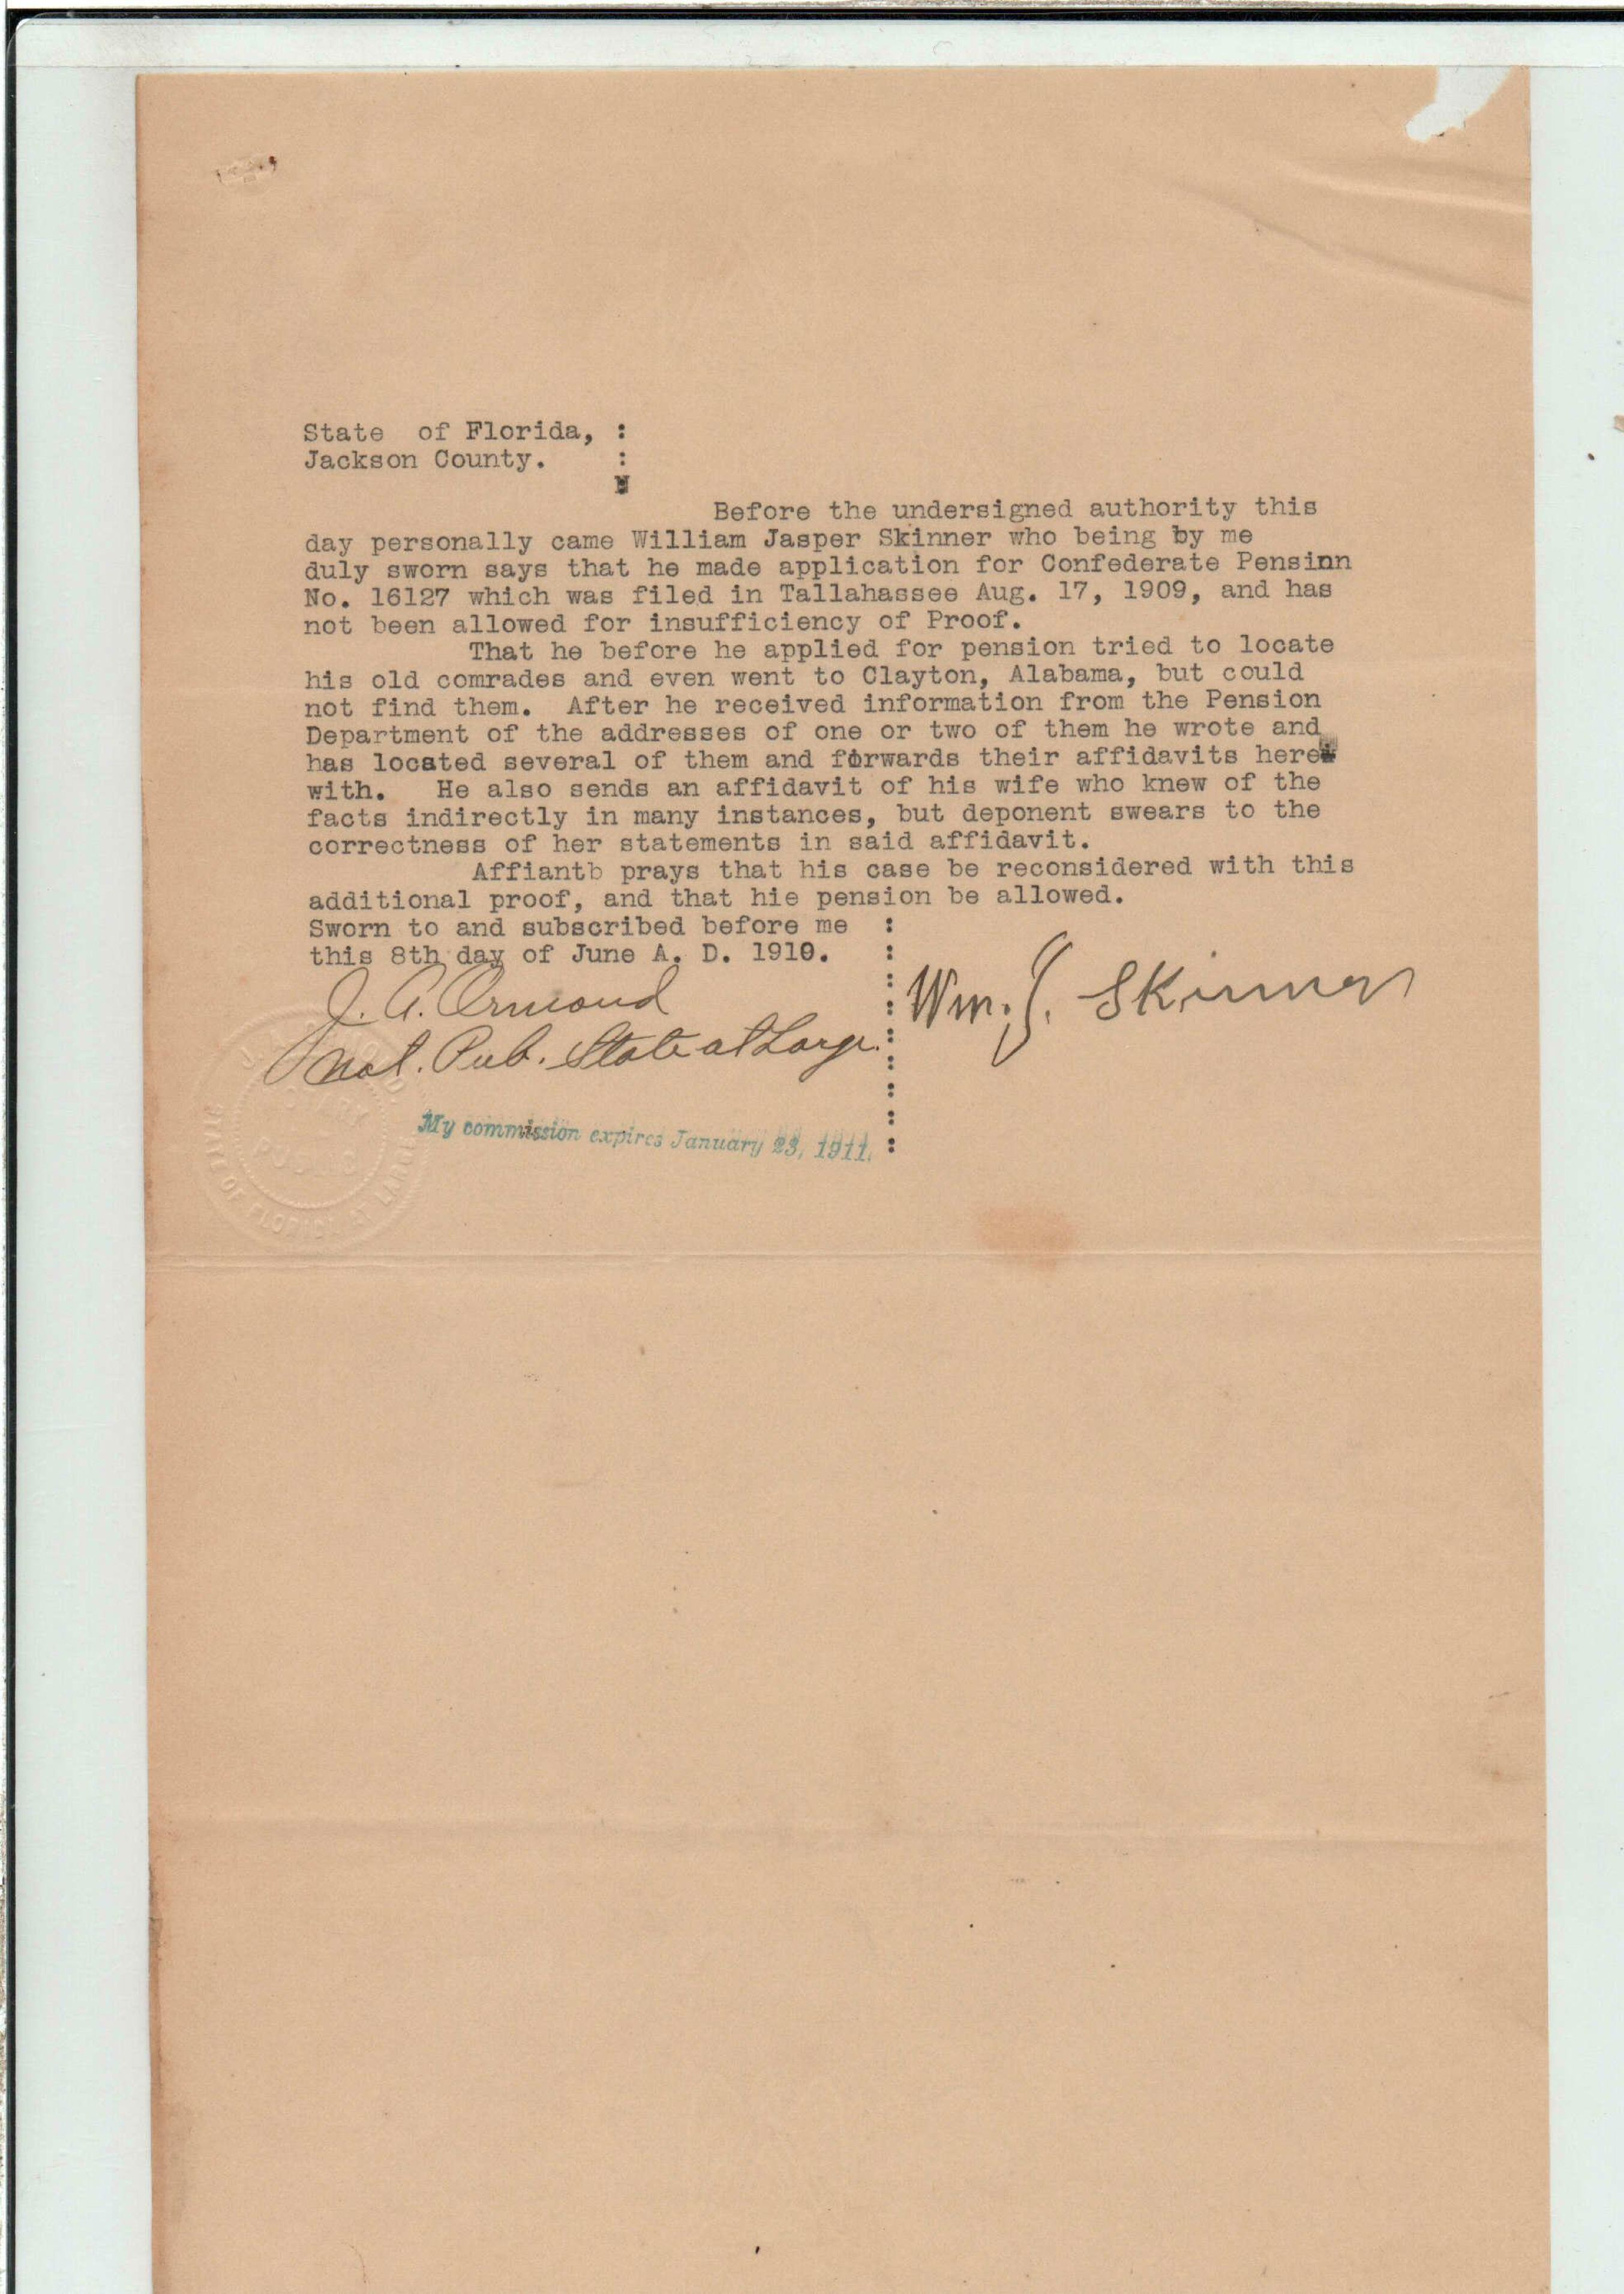 State of Florida, :
Jackson County. :
Before the undersigned authority this
day personally came William Jasper Skinner who being by me
duly sworn says that he made application for Confederate Pensinn
No. 16127 which was filed in Tallahassee Aug. 17, 1909, and has
not been allowed for insufficiency of Proof.
That he before he applied for pension tried to locate
his old comrades and even went to Clayton, Alabama, but could
not find them. After he received information from the Pension
Department of the addresses of one or two of them he wrote and
has located several of them and forwards their affidavits here
with. He also sends an affidavit of his wife who knew of the
facts indirectly in many instances, but deponent swears to the
correctness of her statements in said affidavit.
Affiantb prays that his case be reconsidered with this
additional proof, and that hie pension be allowed.
Sworn to and subscribed before me :
this 8th day of June A. D. 1910. :
J. A. Ormond
Wm. J. Skinner
Not. Pub. State at Large.
My commission expires January 23, 1911.
NOTARY PUBLIC
STATE OF FLORIDA AT LARGE